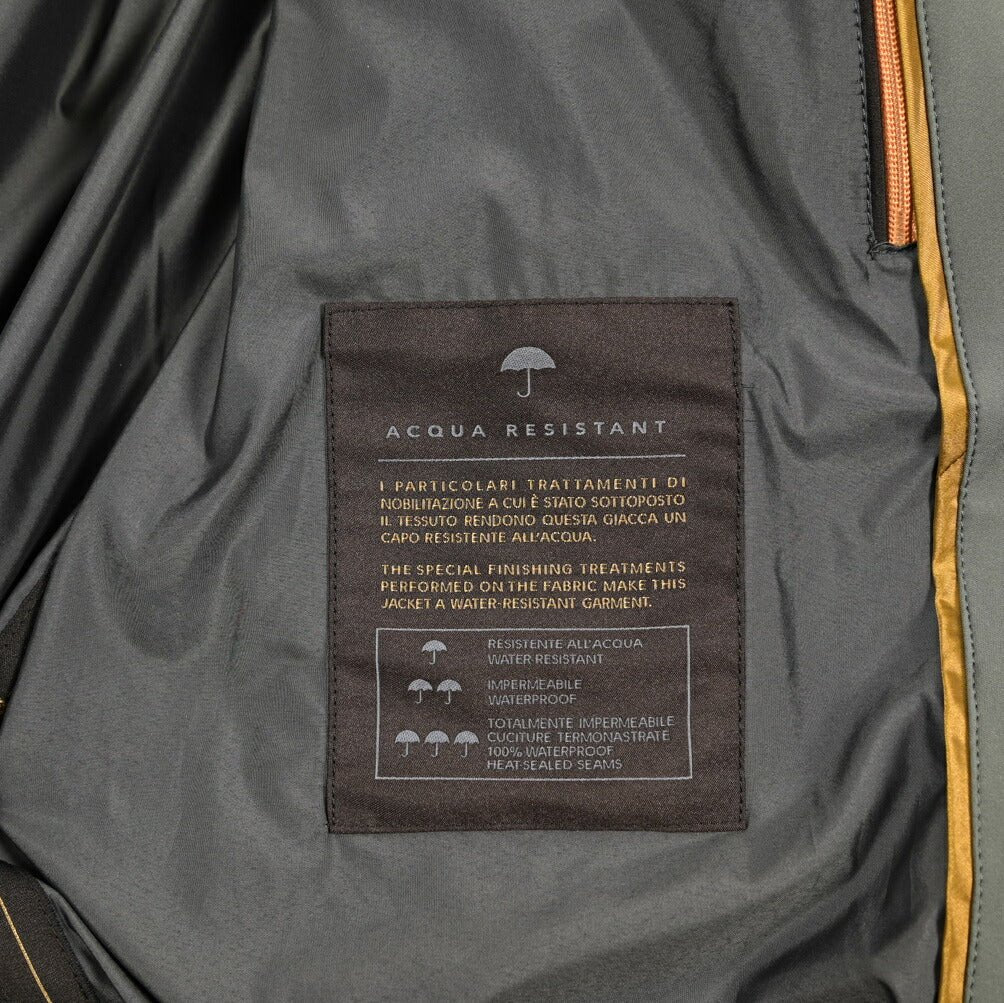 ACQUA RESISTANT
I PARTICOLARI TRATTAMENTI DI
NOBILITAZIONE A CUI È STATO SOTTOPOSTO
IL TESSUTO RENDONO QUESTA GIACCA UN
CAPO RESISTENTE ALL'ACQUA.
THE SPECIAL FINISHING TREATMENTS
PERFORMED ON THE FABRIC MAKE THIS
JACKET A WATER-RESISTANT GARMENT.
RESISTENTE ALL'ACQUA
WATER RESISTANT
IMPERMEABILE
WATERPROOF
TOTALMENTE IMPERMEABILE
CUCITURE TERMONASTRATE
100% WATERPROOF
HEAT-SEALED SEAMS